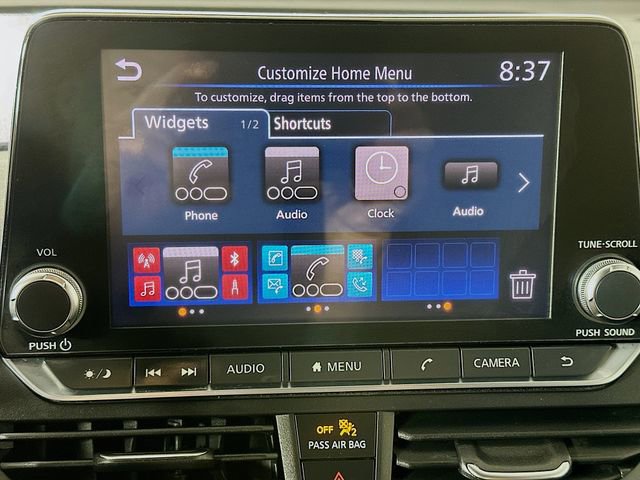 Customize Home Menu 8:37
To customize, drag items from the top to the bottom.
Widgets 1/2 Shortcuts
Phone Audio Clock Audio
VOL
PUSH
TUNE·SCROLL
PUSH SOUND
AUDIO MENU CAMERA
OFF 2
PASS AIR BAG